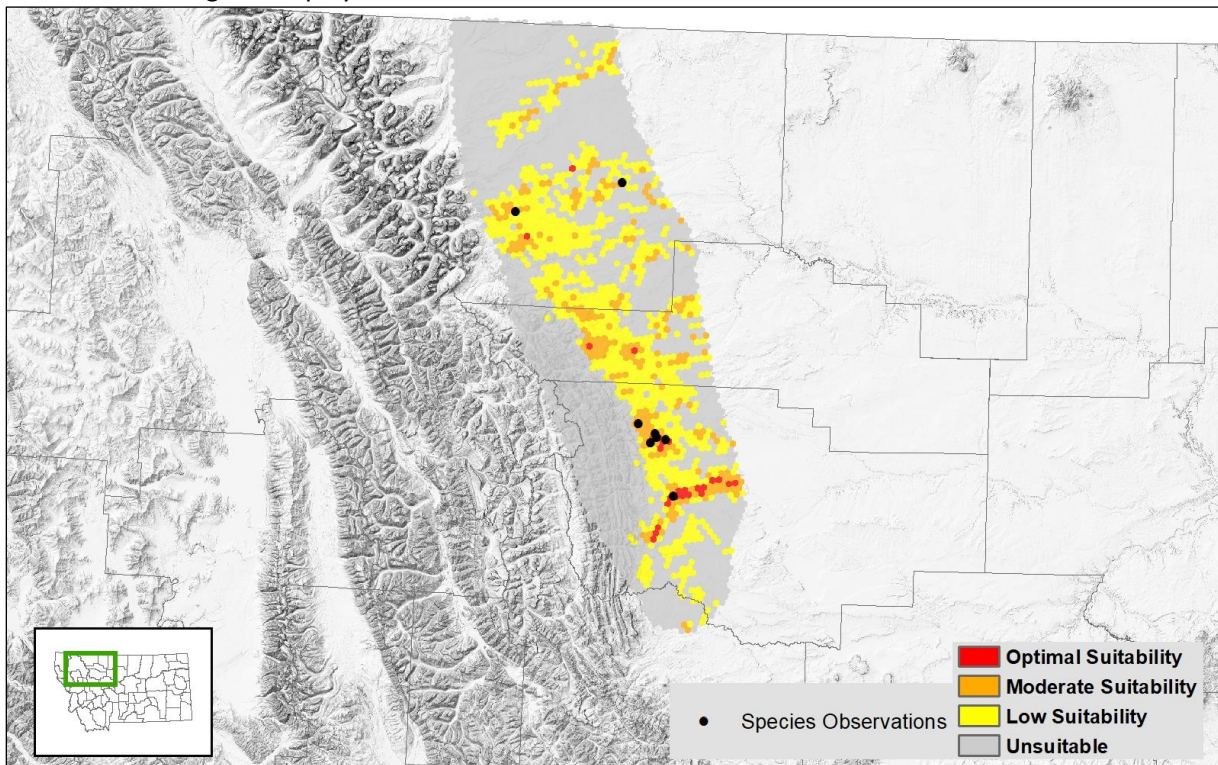 Optimal Suitability
Moderate Suitability
Species Observations
Low Suitability
Unsuitable